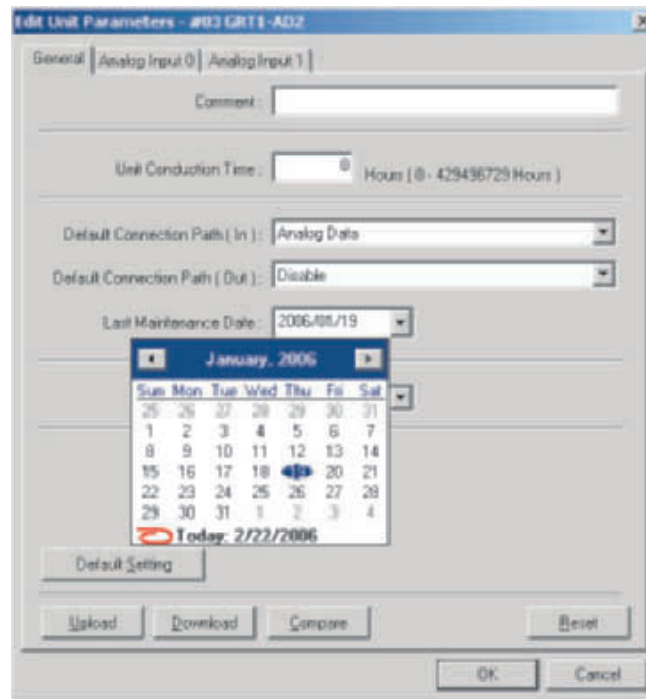 Edit Unit Parameters - #03 GRT1-AD2
General Analog Input 0 Analog Input 1
Comment :
Unit Conduction Time : 0 Hours ( 0 - 429496729 Hours )
Default Connection Path ( In ) : Analog Data
Default Connection Path ( Out ) : Disable
Last Maintenance Date : 2006/01/19
January, 2006
Sun Mon Tue Wed Thu Fri Sat
25 26 27 28 29 30 31
1 2 3 4 5 6 7
8 9 10 11 12 13 14
15 16 17 18 19 20 21
22 23 24 25 26 27 28
29 30 31 1 2 3 4
Today: 2/22/2006
Default Setting
Upload Download Compare Reset
OK Cancel